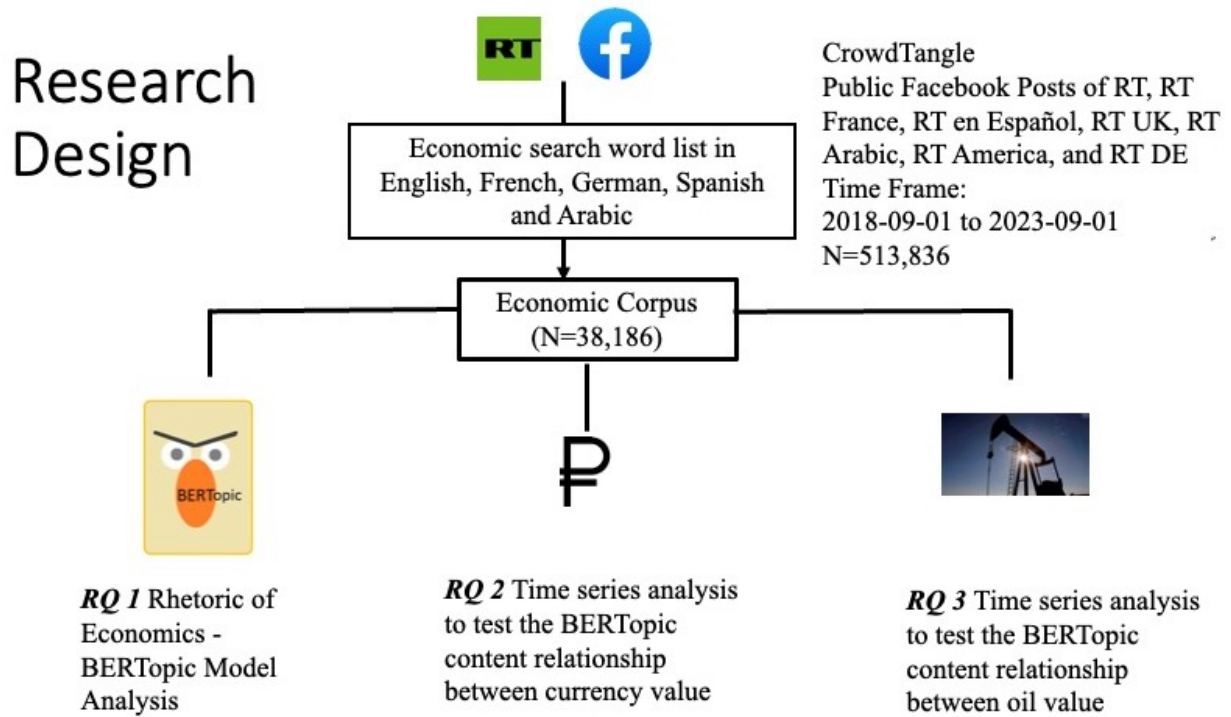 Research
Design
RT
f
CrowdTangle
Public Facebook Posts of RT, RT
France, RT en Español, RT UK, RT
Arabic, RT America, and RT DE
Time Frame:
2018-09-01 to 2023-09-01
N=513,836
Economic search word list in
English, French, German, Spanish
and Arabic
Economic Corpus
(N=38,186)
BERTopic
₽
RQ 1 Rhetoric of
Economics -
BERTopic Model
Analysis
RQ 2 Time series analysis
to test the BERTopic
content relationship
between currency value
RQ 3 Time series analysis
to test the BERTopic
content relationship
between oil value